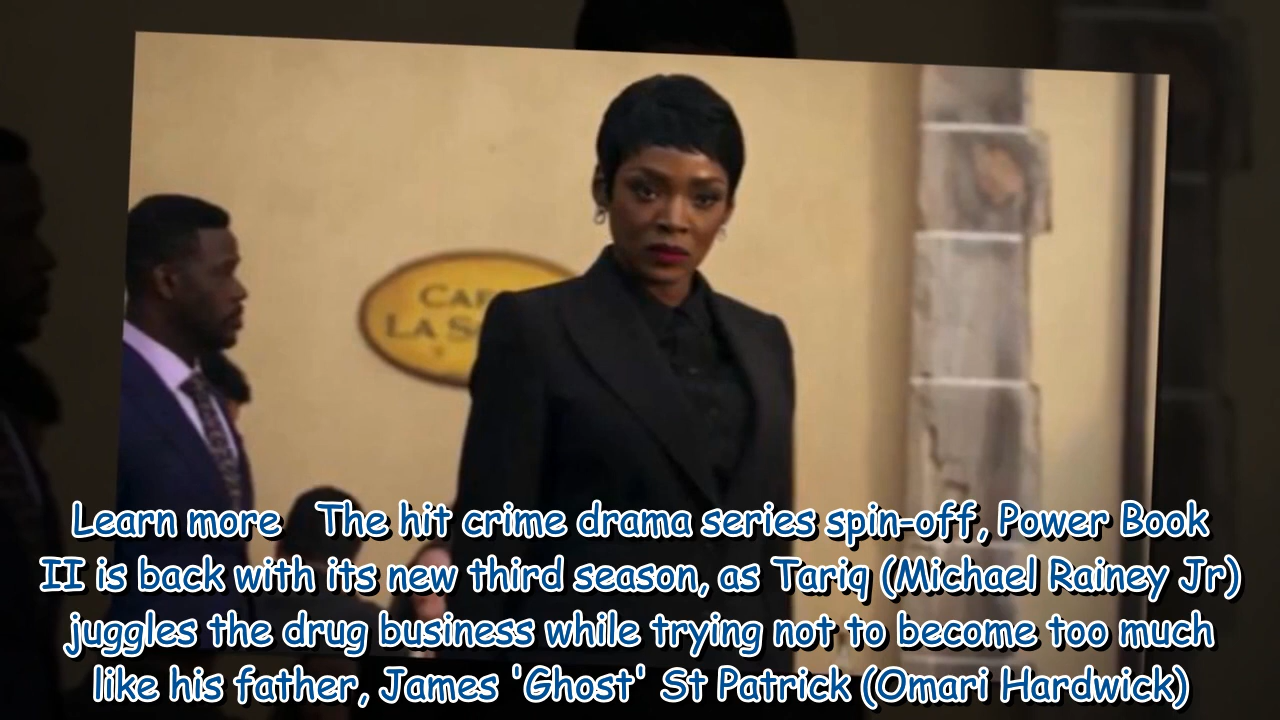 CAF
LA S
Learn more The hit crime drama series spin-off, Power Book
II is back with its new third season, as Tariq (Michael Rainey Jr)
juggles the drug business while trying not to become too much
like his father, James 'Ghost' St Patrick (Omari Hardwick)